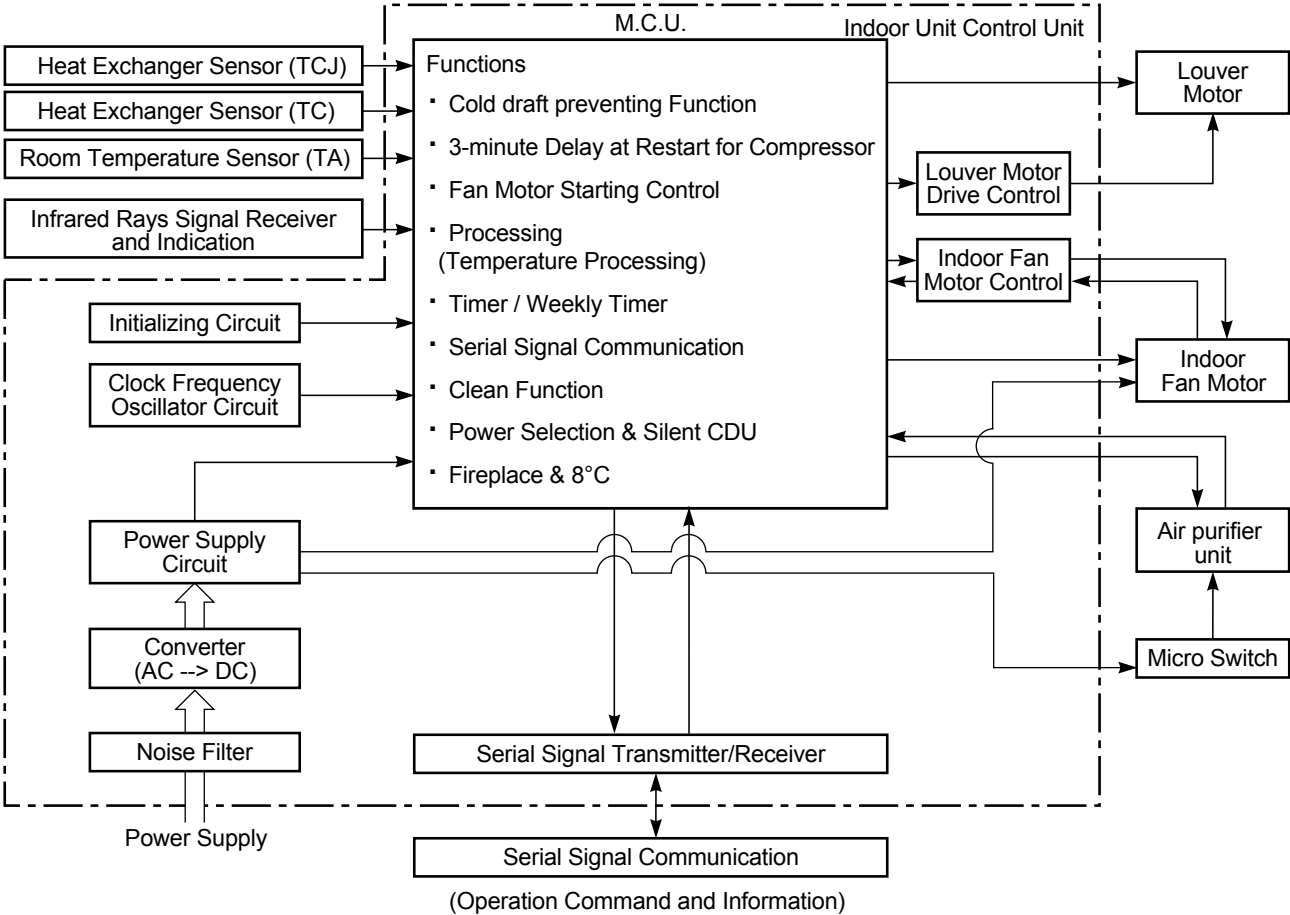 M.C.U.
Indoor Unit Control Unit
Heat Exchanger Sensor (TCJ)
Heat Exchanger Sensor (TC)
Room Temperature Sensor (TA)
Infrared Rays Signal Receiver
and Indication
Initializing Circuit
Clock Frequency
Oscillator Circuit
Power Supply
Circuit
Converter
(AC --> DC)
Noise Filter
Power Supply
Functions
· Cold draft preventing Function
· 3-minute Delay at Restart for Compressor
· Fan Motor Starting Control
· Processing
(Temperature Processing)
· Timer / Weekly Timer
· Serial Signal Communication
· Clean Function
· Power Selection & Silent CDU
· Fireplace & 8°C
Louver Motor
Drive Control
Indoor Fan
Motor Control
Louver
Motor
Indoor
Fan Motor
Air purifier
unit
Micro Switch
Serial Signal Transmitter/Receiver
Serial Signal Communication
(Operation Command and Information)